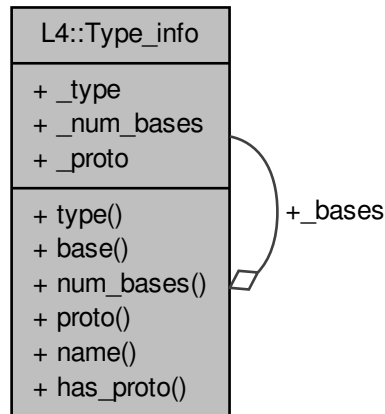 L4::Type_info
+ _type
+ _num_bases
+ _proto
+ type()
+ base()
+ num_bases()
+ proto()
+ name()
+ has_proto()
+_bases